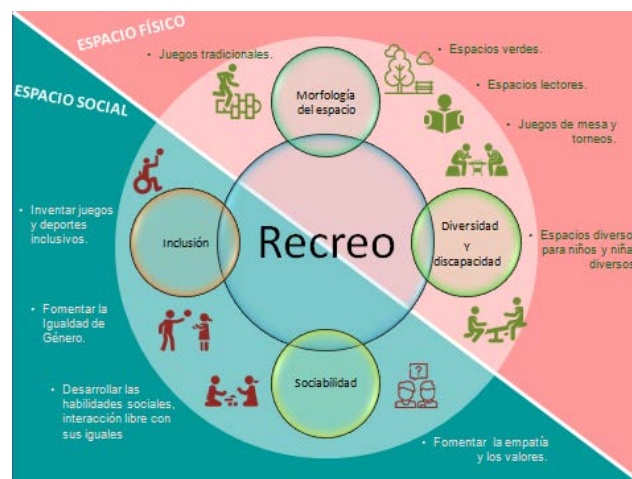 ESPACIO FÍSICO
ESPACIO SOCIAL
• Juegos tradicionales.
Morfología
del espacio
• Espacios verdes.
• Espacios lectores.
• Juegos de mesa y
torneos.
• Inventar juegos
y deportes
inclusivos.
Inclusión
Recreo
Diversidad
Y
discapacidad
• Espacios diverso
para niños y niña
diversos
• Fomentar la
Igualdad de
Género.
Sociabilidad
?
• Desarrollar las
habilidades sociales,
interacción libre con
sus iguales
• Fomentar la empatía
y los valores.